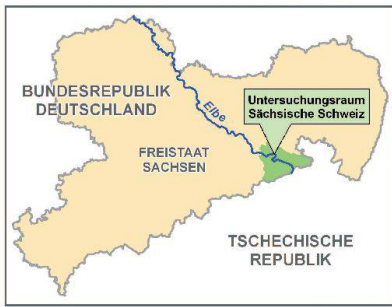 BUNDESREPUBLIK
DEUTSCHLAND
Elbe
Untersuchungsraum
Sächsische Schweiz
FREISTAAT
SACHSEN
TSCHECHISCHE
REPUBLIK